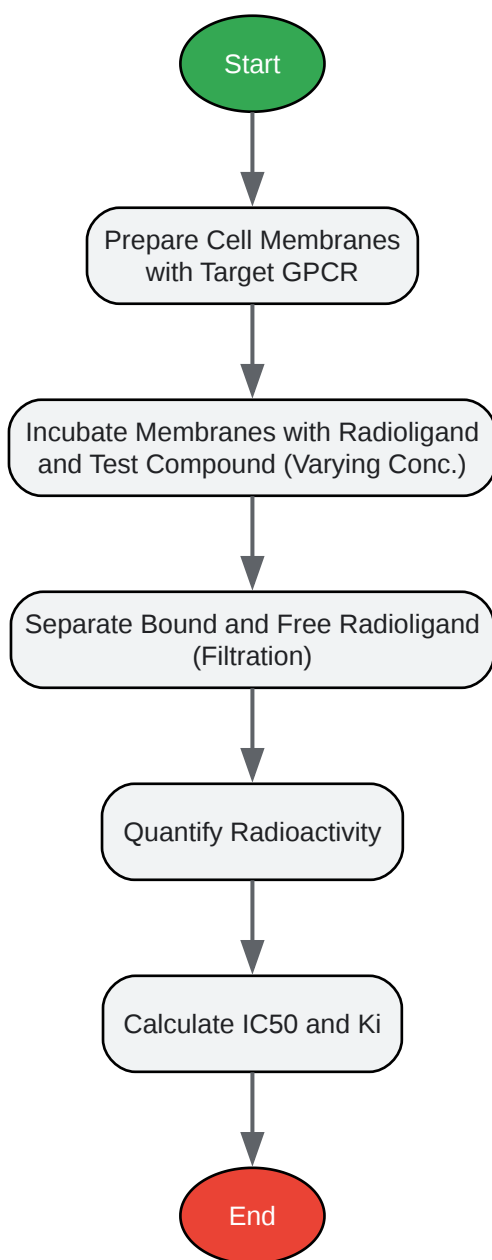 Start
Prepare Cell Membranes
with Target GPCR
Incubate Membranes with Radioligand
and Test Compound (Varying Conc.)
Separate Bound and Free Radioligand
(Filtration)
Quantify Radioactivity
Calculate IC50 and Ki
End